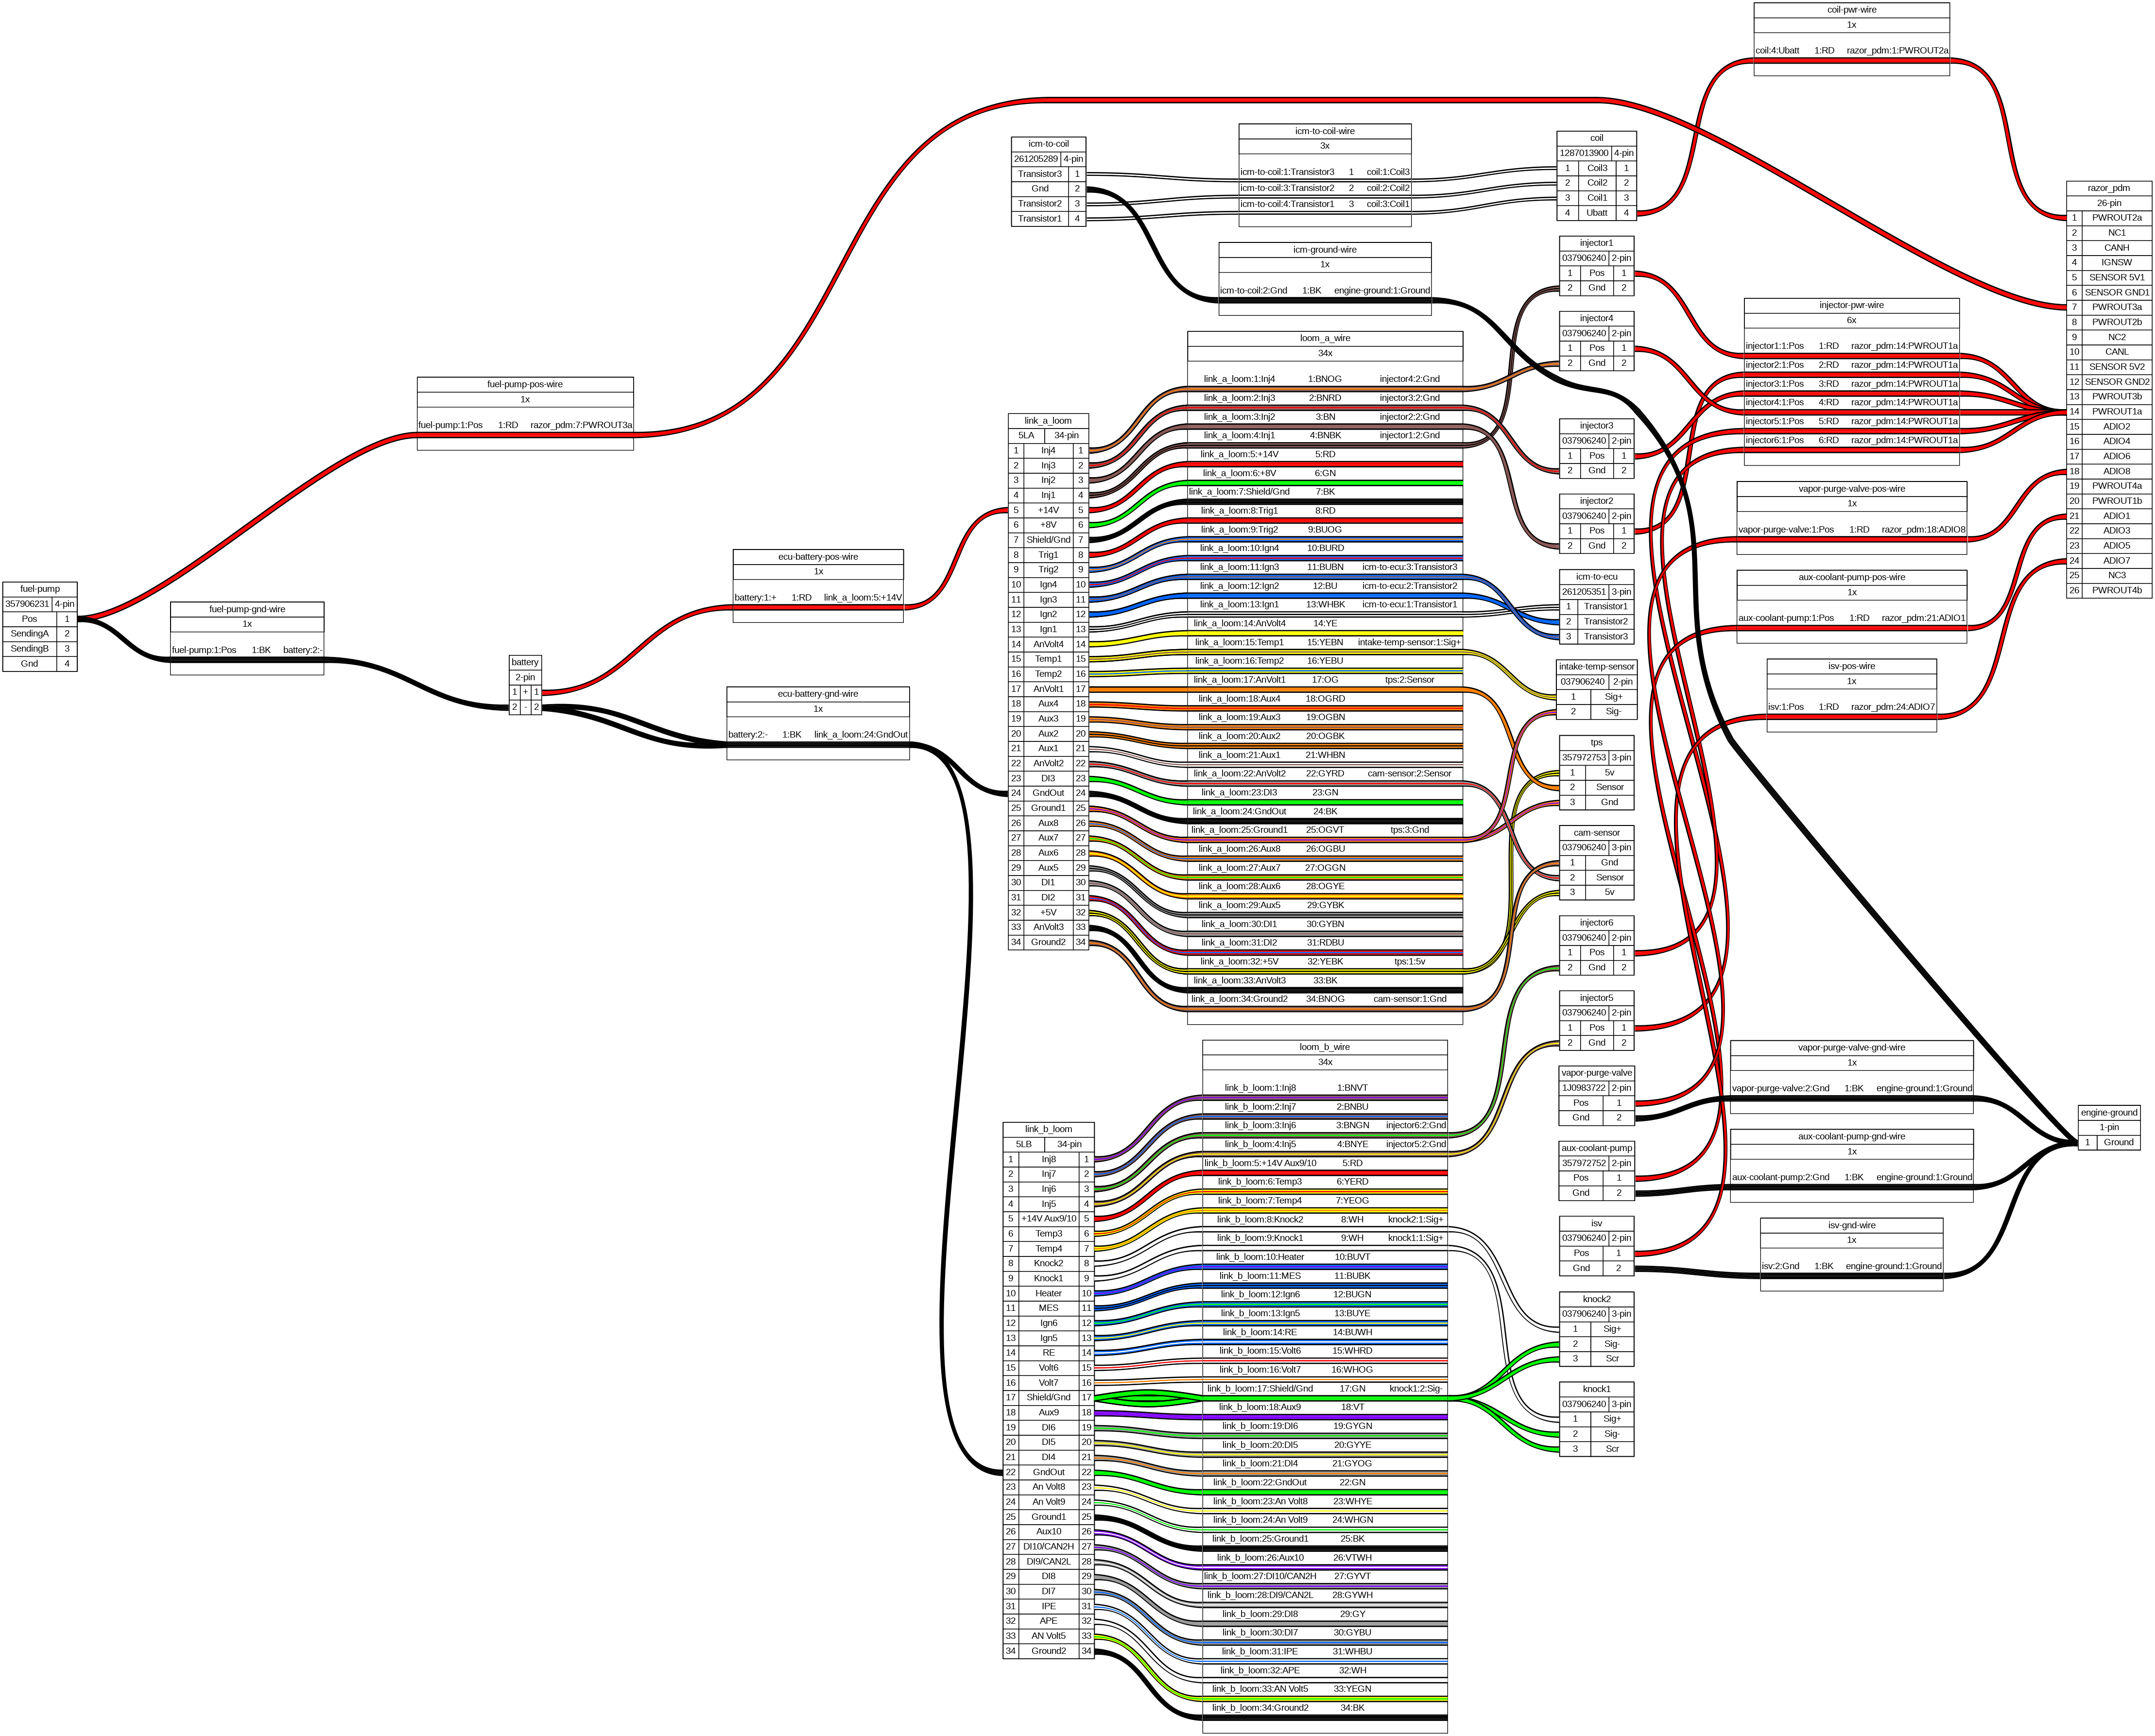 coil-pwr-wire
1x
coil:4:Ubatt 1:RD razor_pdm:1:PWROUT2a
icm-to-coil
261205289 4-pin
Transistor3 1
Gnd 2
Transistor2 3
Transistor1 4
icm-to-coil-wire
3x
icm-to-coil:1:Transistor3 1 coil:1:Coil3
icm-to-coil:3:Transistor2 2 coil:2:Coil2
icm-to-coil:4:Transistor1 3 coil:3:Coil1
coil
1287013900 4-pin
1 Coil3 1
2 Coil2 2
3 Coil1 3
4 Ubatt 4
razor_pdm
26-pin
1 PWROUT2a
2 NC1
3 CANH
4 IGNSW
5 SENSOR 5V1
6 SENSOR GND1
7 PWROUT3a
8 PWROUT2b
9 NC2
10 CANL
11 SENSOR 5V2
12 SENSOR GND2
13 PWROUT3b
14 PWROUT1a
15 ADIO2
16 ADIO4
17 ADIO6
18 ADIO8
19 PWROUT4a
20 PWROUT1b
21 ADIO1
22 ADIO3
23 ADIO5
24 ADIO7
25 NC3
26 PWROUT4b
icm-ground-wire
1x
icm-to-coil:2:Gnd 1:BK engine-ground:1:Ground
injector1
037906240 2-pin
1 Pos 1
2 Gnd 2
injector4
037906240 2-pin
1 Pos 1
2 Gnd 2
injector3
037906240 2-pin
1 Pos 1
2 Gnd 2
injector2
037906240 2-pin
1 Pos 1
2 Gnd 2
injector-pwr-wire
6x
injector1:1:Pos 1:RD razor_pdm:14:PWROUT1a
injector2:1:Pos 2:RD razor_pdm:14:PWROUT1a
injector3:1:Pos 3:RD razor_pdm:14:PWROUT1a
injector4:1:Pos 4:RD razor_pdm:14:PWROUT1a
injector5:1:Pos 5:RD razor_pdm:14:PWROUT1a
injector6:1:Pos 6:RD razor_pdm:14:PWROUT1a
vapor-purge-valve-pos-wire
1x
vapor-purge-valve:1:Pos 1:RD razor_pdm:18:ADIO8
aux-coolant-pump-pos-wire
1x
aux-coolant-pump:1:Pos 1:RD razor_pdm:21:ADIO1
isv-pos-wire
1x
isv:1:Pos 1:RD razor_pdm:24:ADIO7
fuel-pump-pos-wire
1x
fuel-pump:1:Pos 1:RD razor_pdm:7:PWROUT3a
fuel-pump
357906231 4-pin
Pos 1
SendingA 2
SendingB 3
Gnd 4
fuel-pump-gnd-wire
1x
fuel-pump:1:Pos 1:BK battery:2:-
battery
2-pin
1 + 1
2 - 2
ecu-battery-pos-wire
1x
battery:1:+ 1:RD link_a_loom:5:+14V
ecu-battery-gnd-wire
1x
battery:2:- 1:BK link_a_loom:24:GndOut
link_a_loom
5LA 34-pin
1 Inj4 1
2 Inj3 2
3 Inj2 3
4 Inj1 4
5 +14V 5
6 +8V 6
7 Shield/Gnd 7
8 Trig1 8
9 Trig2 9
10 Ign4 10
11 Ign3 11
12 Ign2 12
13 Ign1 13
14 AnVolt4 14
15 Temp1 15
16 Temp2 16
17 AnVolt1 17
18 Aux4 18
19 Aux3 19
20 Aux2 20
21 Aux1 21
22 AnVolt2 22
23 DI3 23
24 GndOut 24
25 Ground1 25
26 Aux8 26
27 Aux7 27
28 Aux6 28
29 Aux5 29
30 DI1 30
31 DI2 31
32 +5V 32
33 AnVolt3 33
34 Ground2 34
loom_a_wire
34x
link_a_loom:1:Inj4 1:BNOG injector4:2:Gnd
link_a_loom:2:Inj3 2:BNRD injector3:2:Gnd
link_a_loom:3:Inj2 3:BN injector2:2:Gnd
link_a_loom:4:Inj1 4:BNBK injector1:2:Gnd
link_a_loom:5:+14V 5:RD
link_a_loom:6:+8V 6:GN
link_a_loom:7:Shield/Gnd 7:BK
link_a_loom:8:Trig1 8:RD
link_a_loom:9:Trig2 9:BUOG
link_a_loom:10:Ign4 10:BURD
link_a_loom:11:Ign3 11:BUBN icm-to-ecu:3:Transistor3
link_a_loom:12:Ign2 12:BU icm-to-ecu:2:Transistor2
link_a_loom:13:Ign1 13:WHBK icm-to-ecu:1:Transistor1
link_a_loom:14:AnVolt4 14:YE
link_a_loom:15:Temp1 15:YEBN intake-temp-sensor:1:Sig+
link_a_loom:16:Temp2 16:YEBU
link_a_loom:17:AnVolt1 17:OG tps:2:Sensor
link_a_loom:18:Aux4 18:OGRD
link_a_loom:19:Aux3 19:OGBN
link_a_loom:20:Aux2 20:OGBK
link_a_loom:21:Aux1 21:WHBN
link_a_loom:22:AnVolt2 22:GYRD cam-sensor:2:Sensor
link_a_loom:23:DI3 23:GN
link_a_loom:24:GndOut 24:BK
link_a_loom:25:Ground1 25:OGVT tps:3:Gnd
link_a_loom:26:Aux8 26:OGBU
link_a_loom:27:Aux7 27:OGGN
link_a_loom:28:Aux6 28:OGYE
link_a_loom:29:Aux5 29:GYBK
link_a_loom:30:DI1 30:GYBN
link_a_loom:31:DI2 31:RDBU
link_a_loom:32:+5V 32:YEBK tps:1:5v
link_a_loom:33:AnVolt3 33:BK
link_a_loom:34:Ground2 34:BNOG cam-sensor:1:Gnd
icm-to-ecu
261205351 3-pin
1 Transistor1
2 Transistor2
3 Transistor3
intake-temp-sensor
037906240 2-pin
1 Sig+
2 Sig-
tps
357972753 3-pin
1 5v
2 Sensor
3 Gnd
cam-sensor
037906240 3-pin
1 Gnd
2 Sensor
3 5v
injector6
037906240 2-pin
1 Pos 1
2 Gnd 2
injector5
037906240 2-pin
1 Pos 1
2 Gnd 2
vapor-purge-valve
1J0983722 2-pin
Pos 1
Gnd 2
aux-coolant-pump
357972752 2-pin
Pos 1
Gnd 2
isv
037906240 2-pin
Pos 1
Gnd 2
knock2
037906240 3-pin
1 Sig+
2 Sig-
3 Scr
knock1
037906240 3-pin
1 Sig+
2 Sig-
3 Scr
vapor-purge-valve-gnd-wire
1x
vapor-purge-valve:2:Gnd 1:BK engine-ground:1:Ground
aux-coolant-pump-gnd-wire
1x
aux-coolant-pump:2:Gnd 1:BK engine-ground:1:Ground
isv-gnd-wire
1x
isv:2:Gnd 1:BK engine-ground:1:Ground
engine-ground
1-pin
1 Ground
link_b_loom
5LB 34-pin
1 Inj8 1
2 Inj7 2
3 Inj6 3
4 Inj5 4
5 +14V Aux9/10 5
6 Temp3 6
7 Temp4 7
8 Knock2 8
9 Knock1 9
10 Heater 10
11 MES 11
12 Ign6 12
13 Ign5 13
14 RE 14
15 Volt6 15
16 Volt7 16
17 Shield/Gnd 17
18 Aux9 18
19 DI6 19
20 DI5 20
21 DI4 21
22 GndOut 22
23 An Volt8 23
24 An Volt9 24
25 Ground1 25
26 Aux10 26
27 DI10/CAN2H 27
28 DI9/CAN2L 28
29 DI8 29
30 DI7 30
31 IPE 31
32 APE 32
33 AN Volt5 33
34 Ground2 34
loom_b_wire
34x
link_b_loom:1:Inj8 1:BNVT
link_b_loom:2:Inj7 2:BNBU
link_b_loom:3:Inj6 3:BNGN injector6:2:Gnd
link_b_loom:4:Inj5 4:BNYE injector5:2:Gnd
link_b_loom:5:+14V Aux9/10 5:RD
link_b_loom:6:Temp3 6:YERD
link_b_loom:7:Temp4 7:YEOG
link_b_loom:8:Knock2 8:WH knock2:1:Sig+
link_b_loom:9:Knock1 9:WH knock1:1:Sig+
link_b_loom:10:Heater 10:BUVT
link_b_loom:11:MES 11:BUBK
link_b_loom:12:Ign6 12:BUGN
link_b_loom:13:Ign5 13:BUYE
link_b_loom:14:RE 14:BUWH
link_b_loom:15:Volt6 15:WHRD
link_b_loom:16:Volt7 16:WHOG
link_b_loom:17:Shield/Gnd 17:GN knock1:2:Sig-
link_b_loom:18:Aux9 18:VT
link_b_loom:19:DI6 19:GYGN
link_b_loom:20:DI5 20:GYYE
link_b_loom:21:DI4 21:GYOG
link_b_loom:22:GndOut 22:GN
link_b_loom:23:An Volt8 23:WHYE
link_b_loom:24:An Volt9 24:WHGN
link_b_loom:25:Ground1 25:BK
link_b_loom:26:Aux10 26:VTWH
link_b_loom:27:DI10/CAN2H 27:GYVT
link_b_loom:28:DI9/CAN2L 28:GYWH
link_b_loom:29:DI8 29:GY
link_b_loom:30:DI7 30:GYBU
link_b_loom:31:IPE 31:WHBU
link_b_loom:32:APE 32:WH
link_b_loom:33:AN Volt5 33:YEGN
link_b_loom:34:Ground2 34:BK